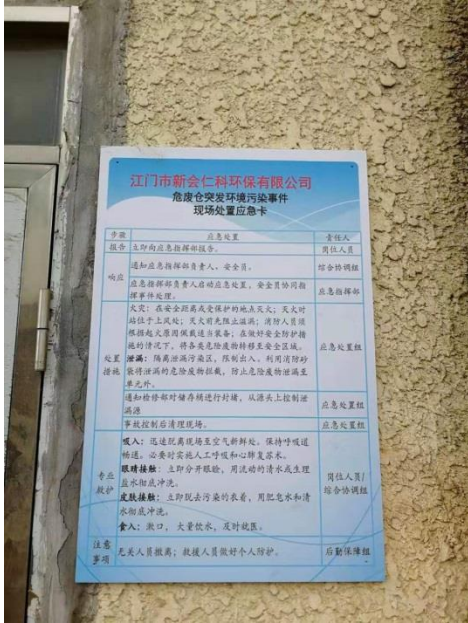 江门市新会仁科环保有限公司
危废仓突发环境污染事件
现场处置应急卡
步骤 应急处置 责任人
报告 立即向应急指挥部报告。 岗位人员
响应 通知应急指挥部负责人、安全员。 综合协调组
应急指挥部负责人启动应急处置，安全员协同指
挥事件处理。 应急指挥部
火灾：在安全距离或受保护的地点灭火；灭火时
站位于上风处；灭火前先阻止溢漏；消防人员须
根据起火原因佩戴适当装备；在做好安全防护措
施的情况下，将各类危险废物转移至安全区域。 应急处置组
处置 泄漏：隔离泄漏污染区，限制出入，利用消防砂
措施 袋将泄漏的危险废物拦截，防止危险废物泄漏至
单元外。
通知检修部对储存桶进行封堵，从源头上控制泄
漏源 应急处置组
事故控制后清理现场。 应急处置组
吸入：迅速脱离现场至空气新鲜处。保持呼吸道
畅通。必要时实施人工呼吸和心肺复苏术。
专业 眼睛接触：立即分开眼睑，用流动的清水或生理 岗位人员/
救护 盐水彻底冲洗。 综合协调组
皮肤接触：立即脱去污染的衣着，用肥皂水和清
水彻底冲洗。
食入：漱口，大量饮水，及时就医。
注意
事项 无关人员撤离；救援人员做好个人防护。 后勤保障组